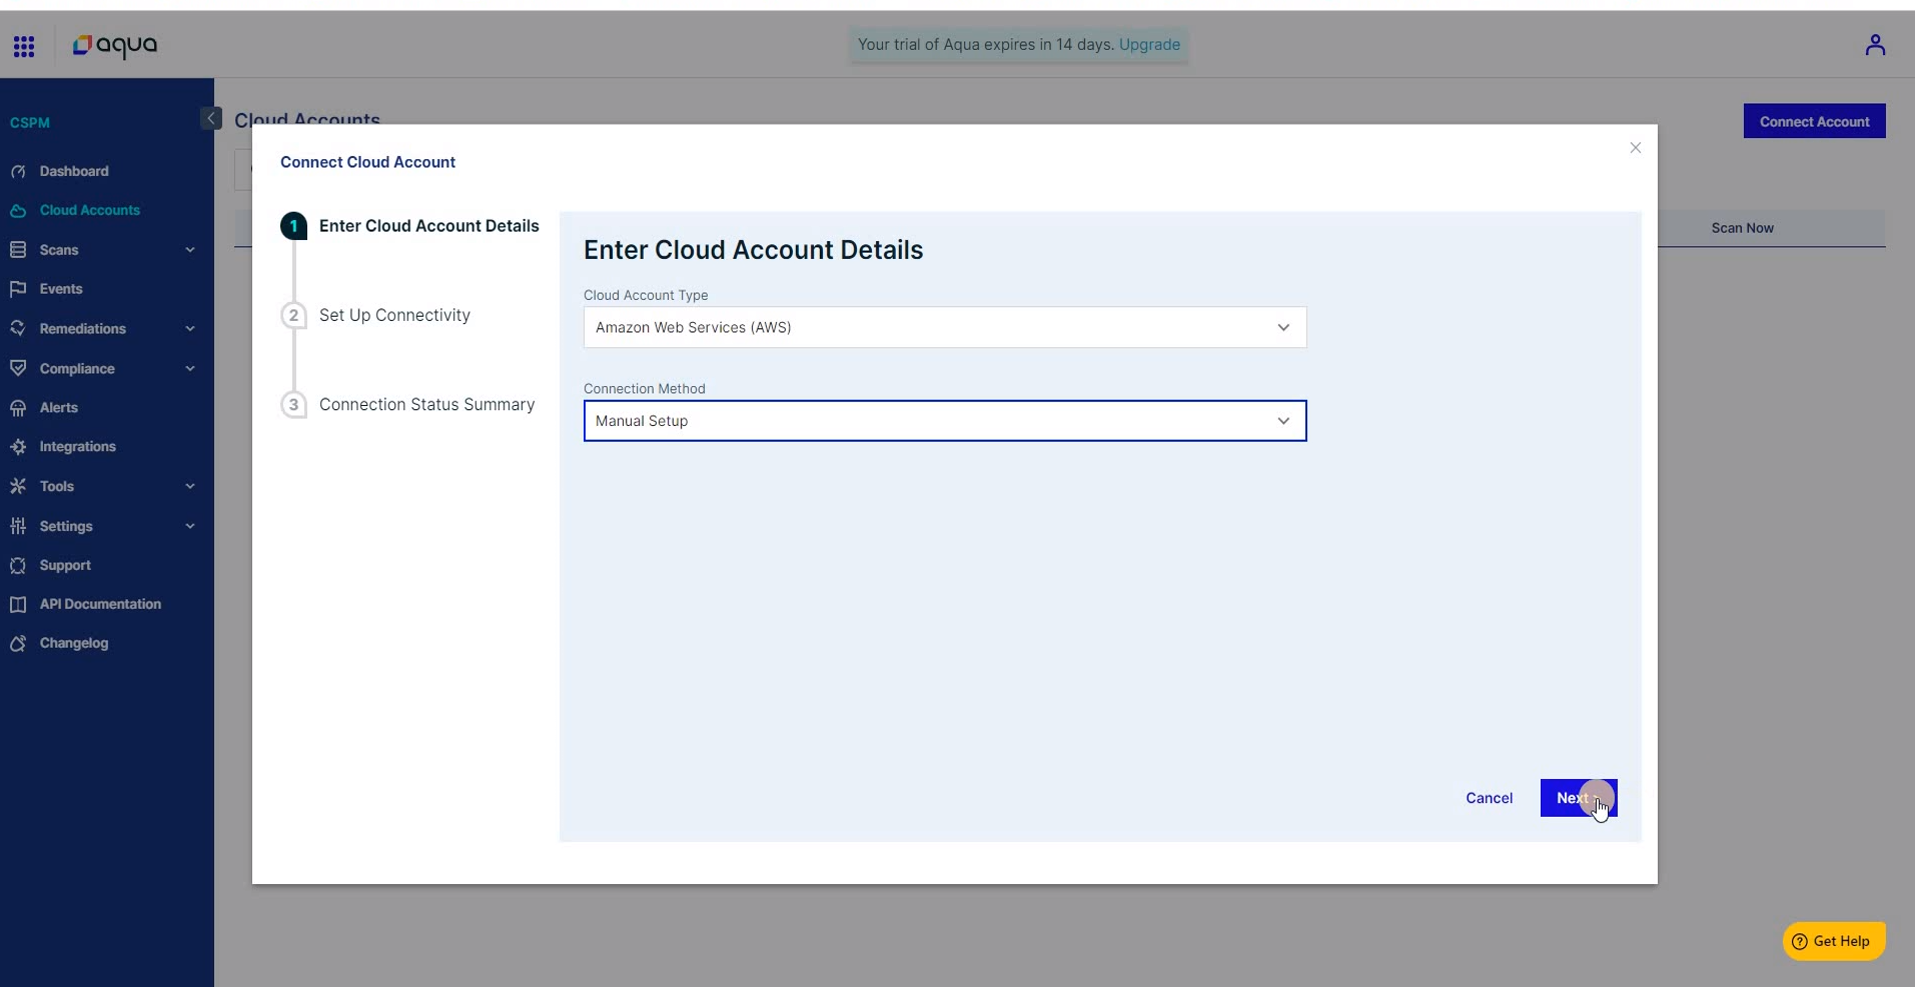 aqua
Your trial of Aqua expires in 14 days. Upgrade
CSPM
Dashboard
Cloud Accounts
Scans
Events
Remediations
Compliance
Alerts
Integrations
Tools
Settings
Support
API Documentation
Changelog
Cloud Accounts
Connect Account
Scan Now
Connect Cloud Account
1 Enter Cloud Account Details
2 Set Up Connectivity
3 Connection Status Summary
Enter Cloud Account Details
Cloud Account Type
Amazon Web Services (AWS)
Connection Method
Manual Setup
Cancel
Next
Get Help